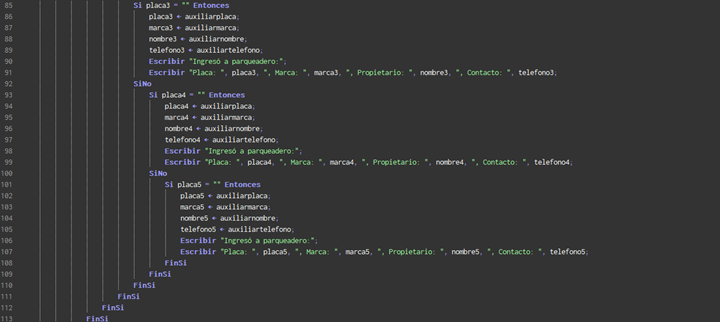 85 Si placa3 = "" Entonces
86 placa3 ← auxiliarplaca;
87 marca3 ← auxiliarmarca;
88 nombre3 ← auxiliarnombre;
89 telefono3 ← auxiliartelefono;
90 Escribir "Ingresó a parqueadero:";
91 Escribir "Placa: ", placa3, ", Marca: ", marca3, ", Propietario: ", nombre3, ", Contacto: ", telefono3;
92 SiNo
93 Si placa4 = "" Entonces
94 placa4 ← auxiliarplaca;
95 marca4 ← auxiliarmarca;
96 nombre4 ← auxiliarnombre;
97 telefono4 ← auxiliartelefono;
98 Escribir "Ingresó a parqueadero:";
99 Escribir "Placa: ", placa4, ", Marca: ", marca4, ", Propietario: ", nombre4, ", Contacto: ", telefono4;
100 SiNo
101 Si placa5 = "" Entonces
102 placa5 ← auxiliarplaca;
103 marca5 ← auxiliarmarca;
104 nombre5 ← auxiliarnombre;
105 telefono5 ← auxiliartelefono;
106 Escribir "Ingresó a parqueadero:";
107 Escribir "Placa: ", placa5, ", Marca: ", marca5, ", Propietario: ", nombre5, ", Contacto: ", telefono5;
108 FinSi
109 FinSi
110 FinSi
111 FinSi
112 FinSi
113 FinSi